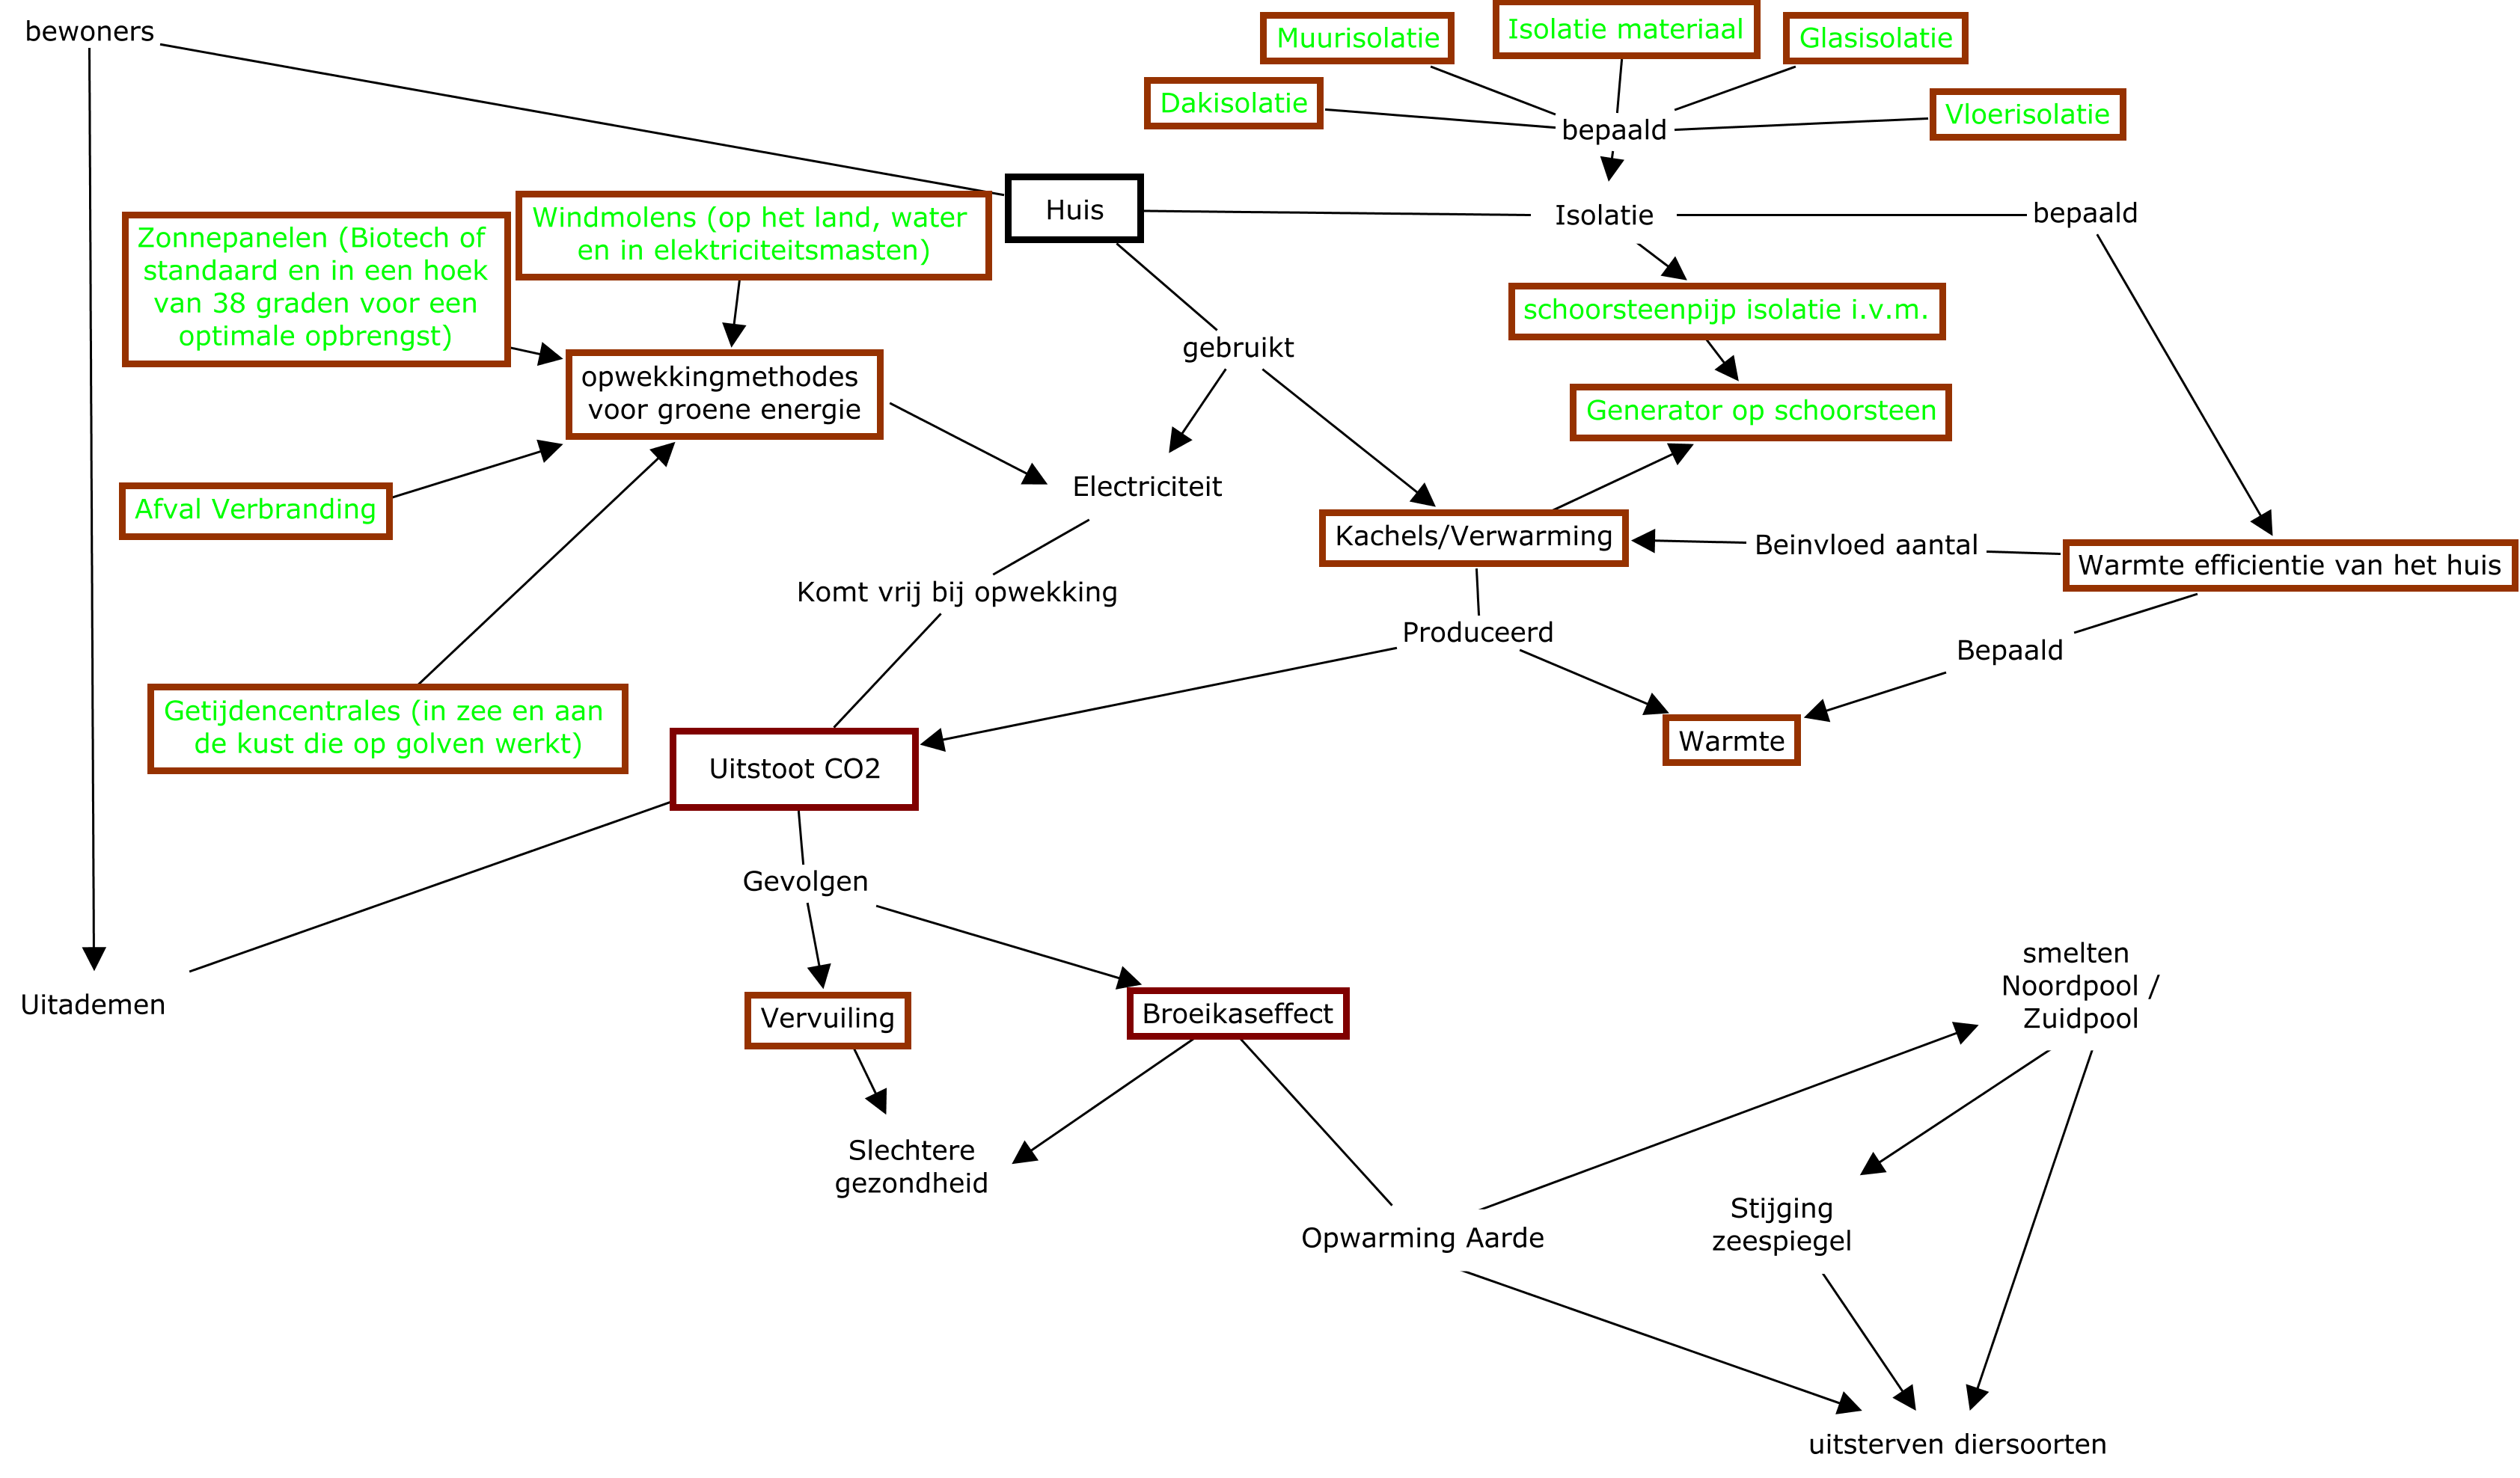 bewoners
Muurisolatie
Isolatie materiaal
Glasisolatie
Dakisolatie
Vloerisolatie
bepaald
Huis
Isolatie
bepaald
Zonnepanelen (Biotech of
standaard en in een hoek
van 38 graden voor een
optimale opbrengst)
Windmolens (op het land, water
en in elektriciteitsmasten)
schoorsteenpijp isolatie i.v.m.
gebruikt
opwekkingmethodes
voor groene energie
Generator op schoorsteen
Electriciteit
Afval Verbranding
Kachels/Verwarming
Beinvloed aantal
Warmte efficientie van het huis
Komt vrij bij opwekking
Produceerd
Bepaald
Getijdencentrales (in zee en aan
de kust die op golven werkt)
Warmte
Uitstoot CO2
Gevolgen
Uitademen
Vervuiling
Broeikaseffect
smelten
Noordpool /
Zuidpool
Slechtere
gezondheid
Opwarming Aarde
Stijging
zeespiegel
uitsterven diersoorten